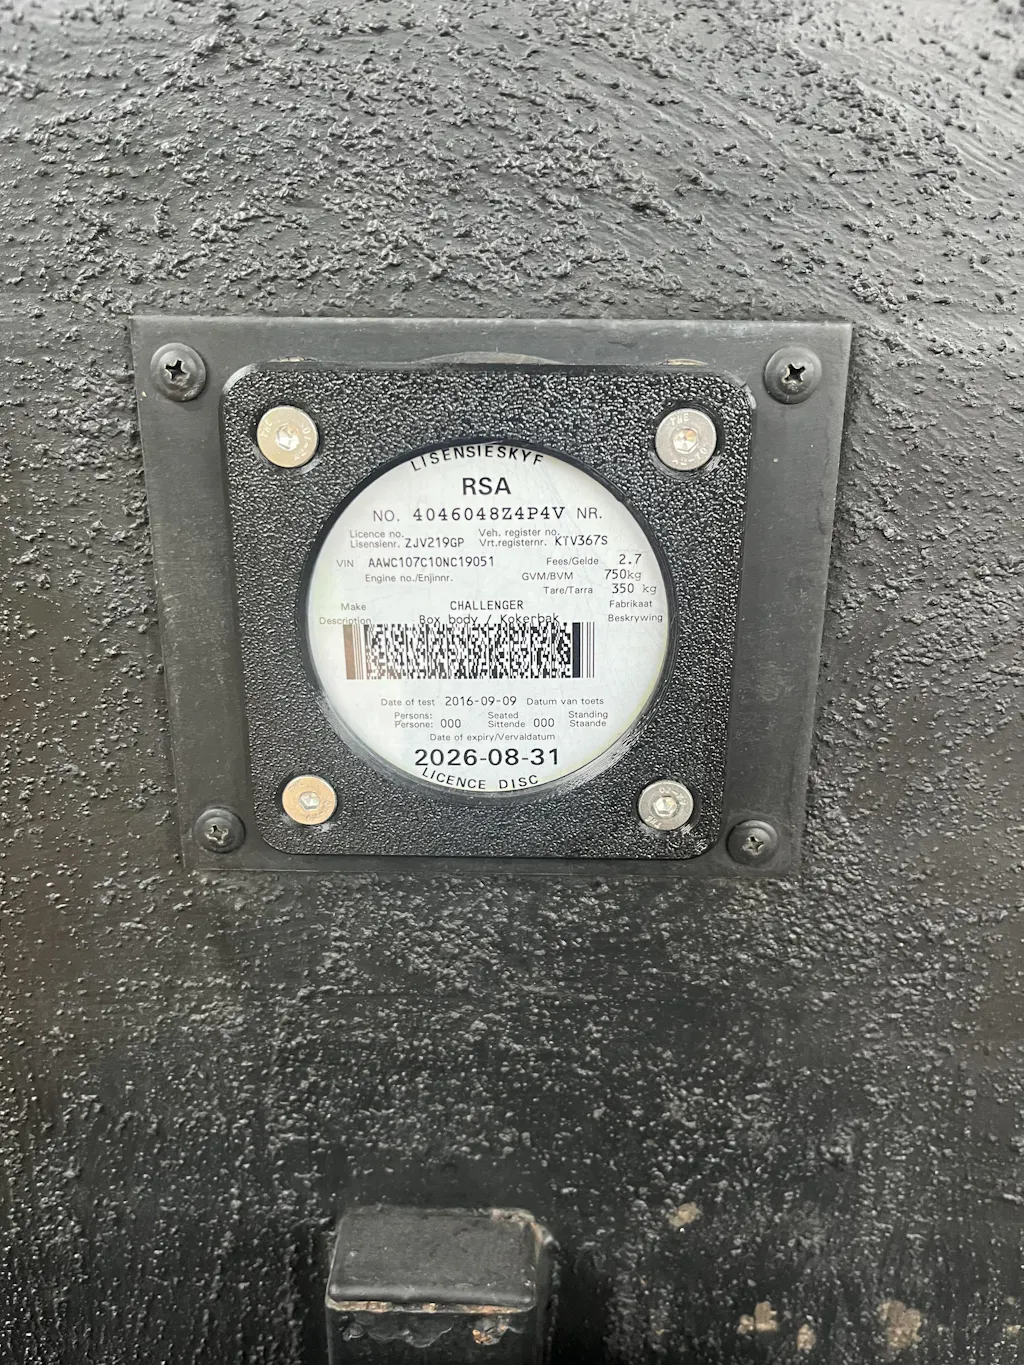 LISENSIESKYF
RSA
NO. 4046048Z4P4V NR.
Licence no. Veh. register no.
Lisensienr. ZJV219GP Vrt.registernr. KTV367S
VIN AAWC107C10NC19051 Fees/Gelde 2.7
Engine no./Enjinnr. GVM/BVM 750kg
Tare/Tarra 350 kg
Make CHALLENGER Fabrikaat
Description Box body / Kokerbak Beskrywing
Date of test 2016-09-09 Datum van toets
Persons: Seated Standing
Persone: 000 Sittende 000 Staande
Date of expiry/Vervaldatum
2026-08-31
LICENCE DISC